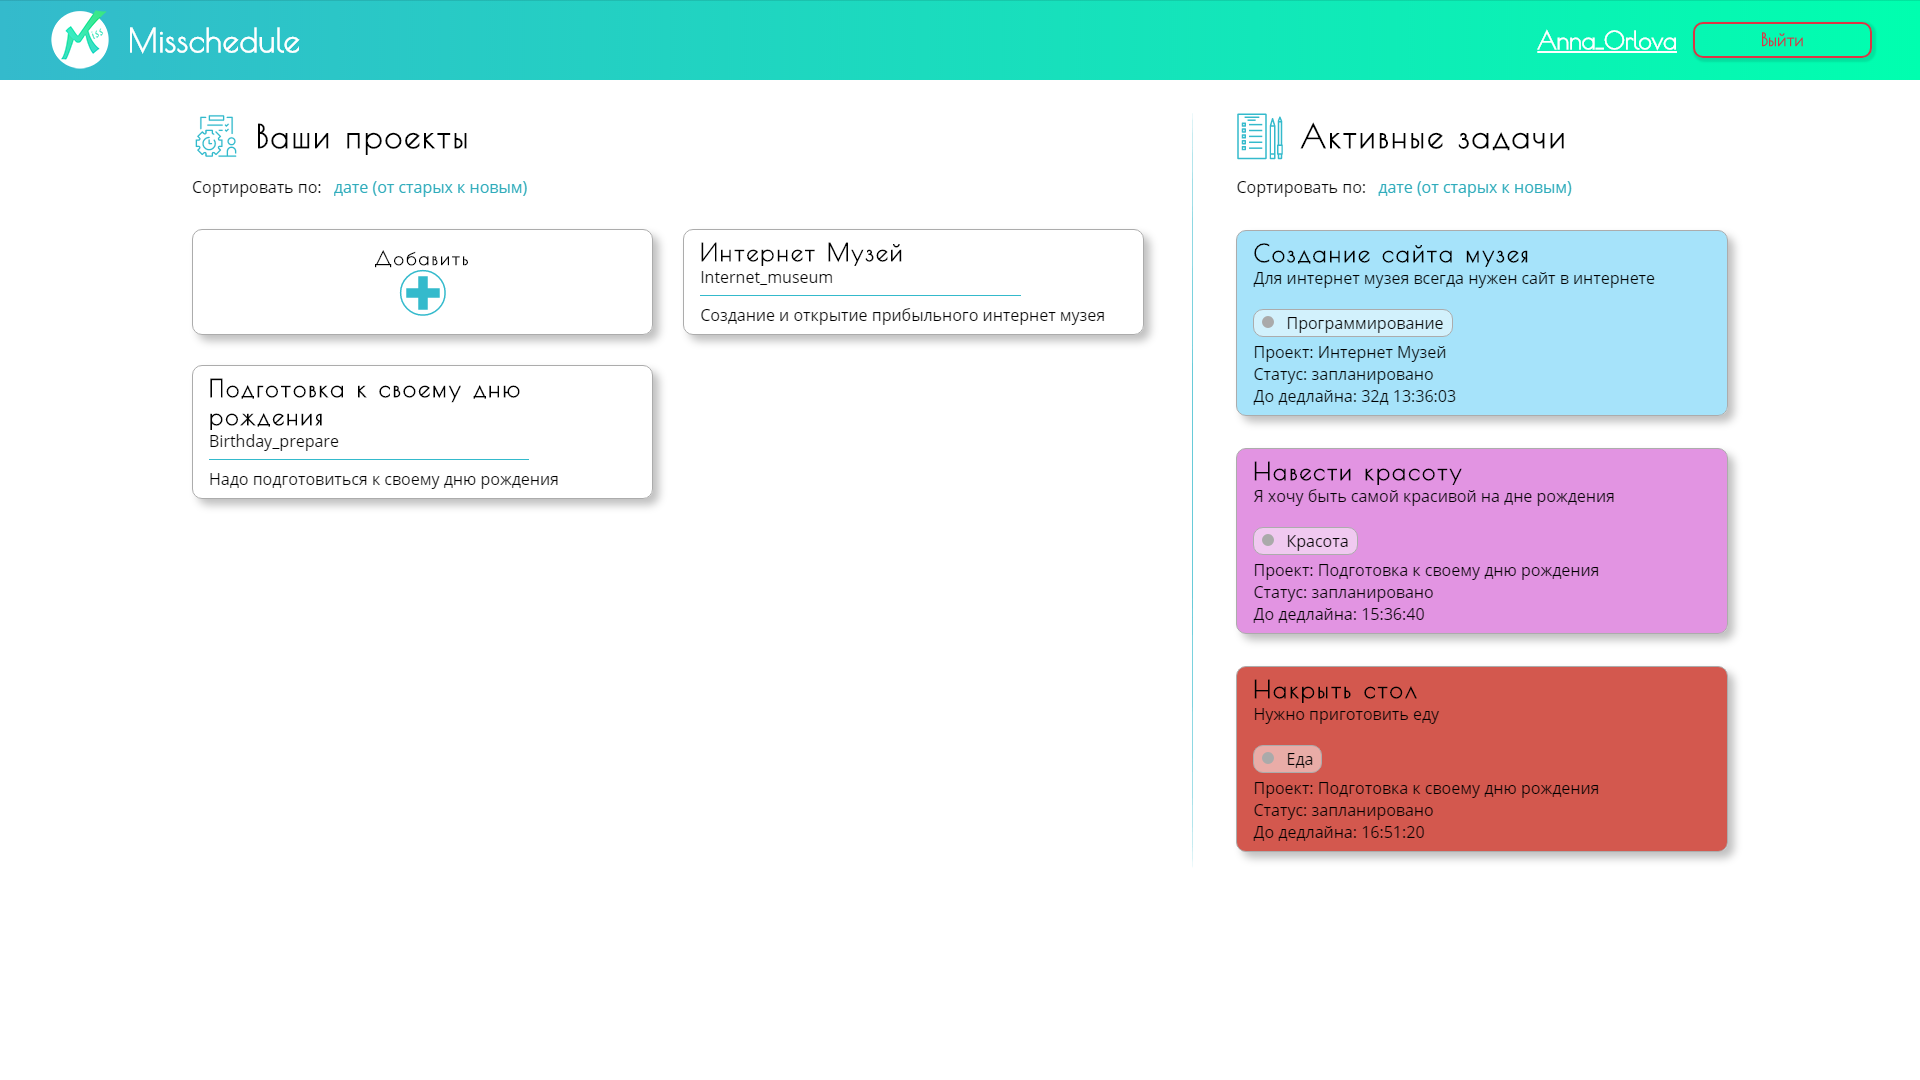 Miss
Misschedule
Anna_Orlova
Выйти
Ваши проекты
Сортировать по: дате (от старых к новым)
Добавить
Интернет Музей
Internet_museum
Создание и открытие прибыльного интернет музея
Подготовка к своему дню
рождения
Birthday_prepare
Надо подготовиться к своему дню рождения
Активные задачи
Сортировать по: дате (от старых к новым)
Создание сайта музея
Для интернет музея всегда нужен сайт в интернете
Программирование
Проект: Интернет Музей
Статус: запланировано
До дедлайна: 32д 13:36:03
Навести красоту
Я хочу быть самой красивой на дне рождения
Красота
Проект: Подготовка к своему дню рождения
Статус: запланировано
До дедлайна: 15:36:40
Накрыть стол
Нужно приготовить еду
Еда
Проект: Подготовка к своему дню рождения
Статус: запланировано
До дедлайна: 16:51:20